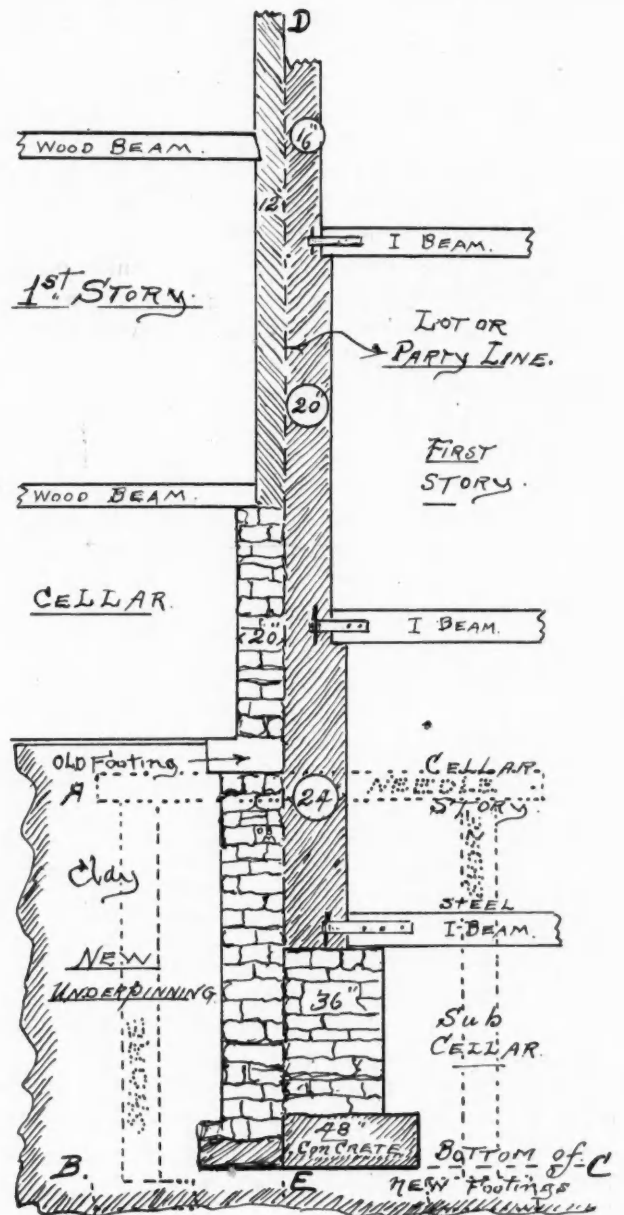 D
16"
WOOD BEAM.
12"
I BEAM.
1st STORY.
LOT OR
PARTY LINE.
20"
FIRST
STORY.
WOOD BEAM.
CELLAR.
20"
I BEAM.
OLD FOOTING
CELLAR
STORY.
A
NEEDLE
24
Clay
STEEL
I-BEAM.
NEW
UNDERPINNING
36"
SHORE
Sub
CELLAR.
48"
CONCRETE
BOTTOM of
NEW Footings
B.
E
C